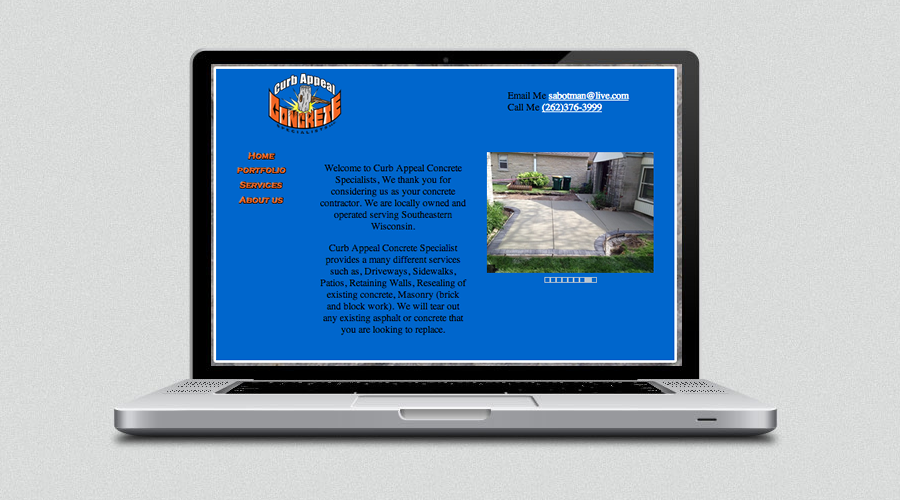 Curb Appeal
CONCRETE
Email Me sabotman@live.com
Call Me (262)376-3999
Home
portfolio
Services
About us
Welcome to Curb Appeal Concrete
Specialists, We thank you for
considering us as your concrete
contractor. We are locally owned and
operated serving Southeastern
Wisconsin.
Curb Appeal Concrete Specialist
provides a many different services
such as, Driveways, Sidewalks,
Patios, Retaining Walls, Resealing of
existing concrete, Masonry (brick
and block work). We will tear out
any existing asphalt or concrete that
you are looking to replace.